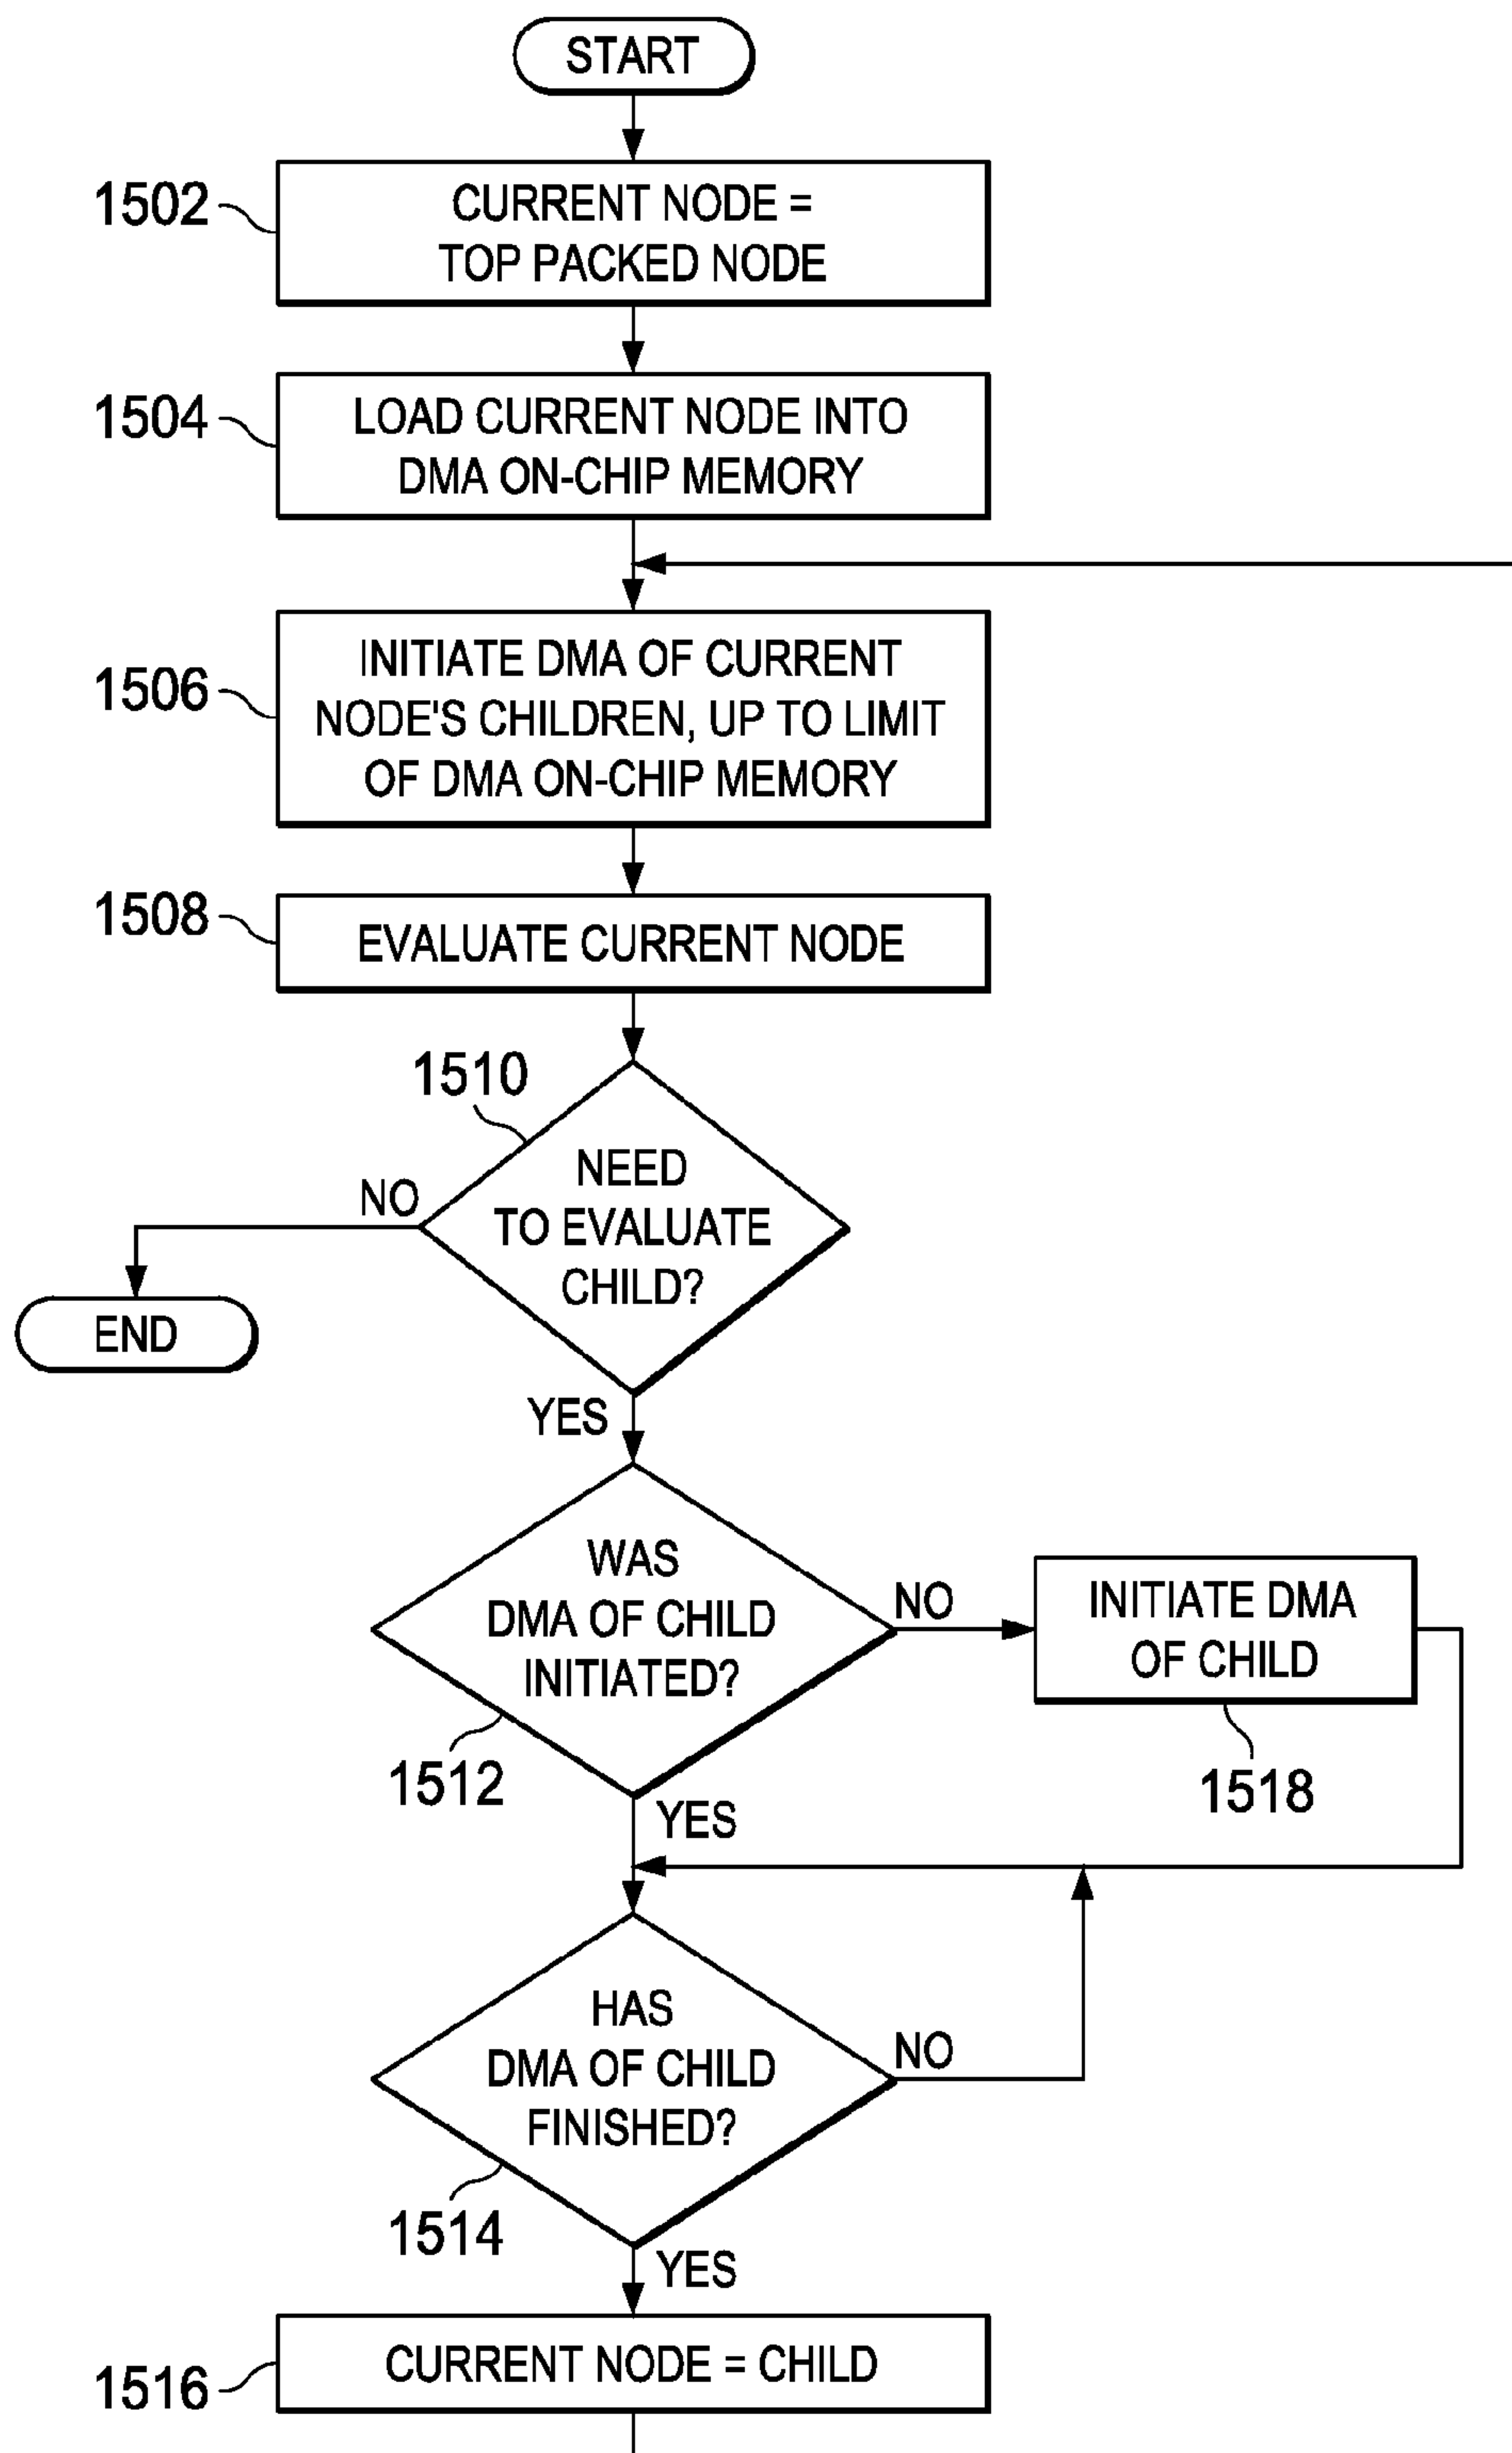 START
1502
CURRENT NODE =
TOP PACKED NODE
1504
LOAD CURRENT NODE INTO
DMA ON-CHIP MEMORY
1506
INITIATE DMA OF CURRENT
NODE'S CHILDREN, UP TO LIMIT
OF DMA ON-CHIP MEMORY
1508
EVALUATE CURRENT NODE
1510
NEED
TO EVALUATE
CHILD?
NO
END
YES
WAS
DMA OF CHILD
INITIATED?
1512
NO
INITIATE DMA
OF CHILD
1518
YES
HAS
DMA OF CHILD
FINISHED?
1514
NO
YES
1516
CURRENT NODE = CHILD